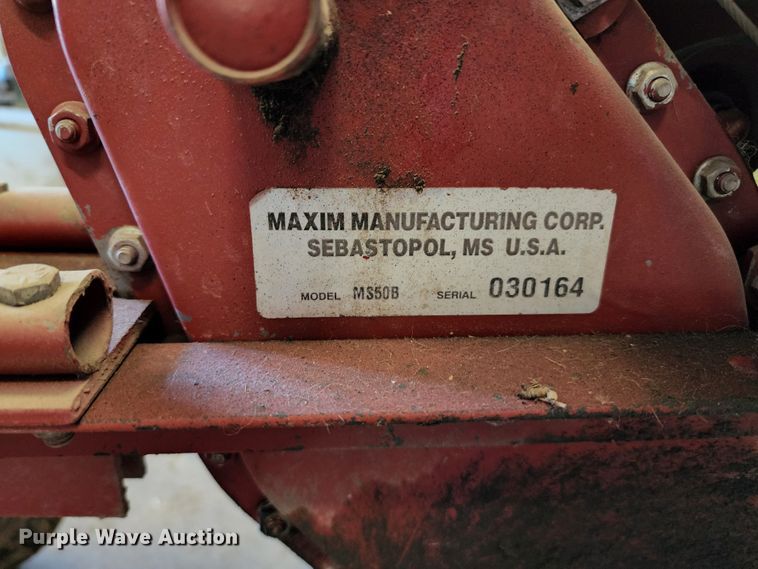 MAXIM MANUFACTURING CORP.
SEBASTOPOL, MS U.S.A.
MODEL MS50B SERIAL 030164
Purple Wave Auction